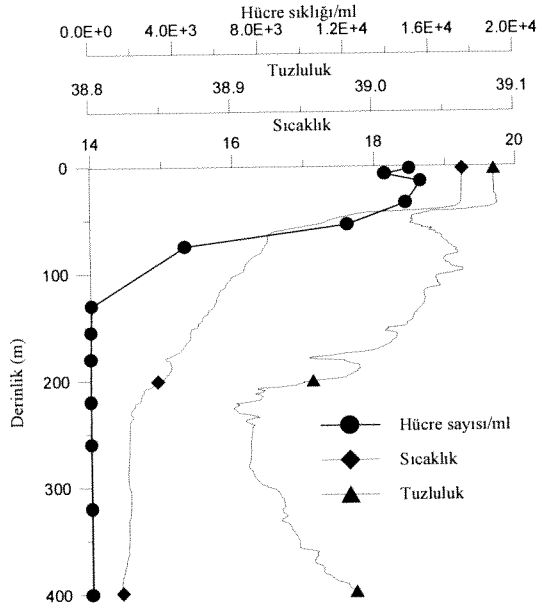 Hücre sıklığı/ml
0.0E+0 4.0E+3 8.0E+3 1.2E+4 1.6E+4 2.0E+4
Tuzluluk
38.8 38.9 39.0 39.1
Sıcaklık
14 16 18 20
0
100
200
300
400
Derinlik (m)
Hücre sayısı/ml
Sıcaklık
Tuzluluk